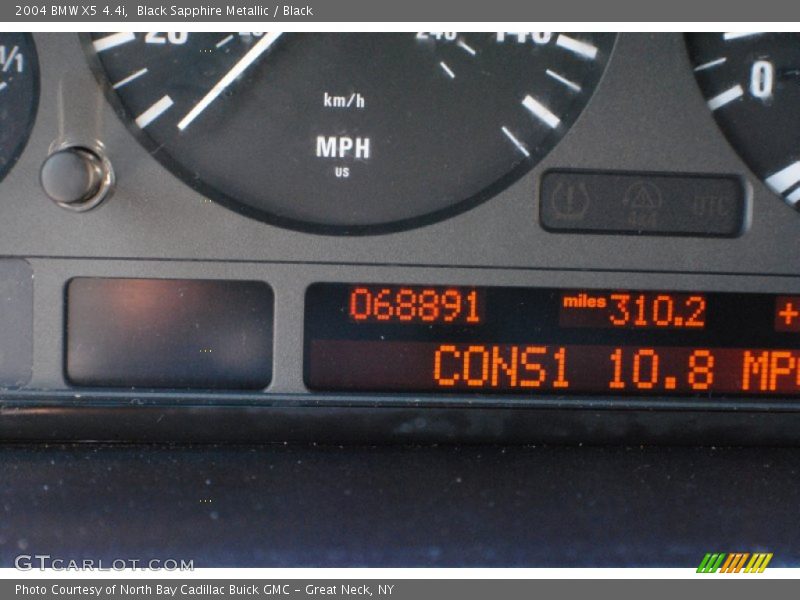 2004 BMW X5 4.4i,  Black Sapphire Metallic / Black
km/h
MPH
US
0
068891 miles 310.2 +
CONS1 10.8 MP
GTCARLOT.COM
Photo Courtesy of North Bay Cadillac Buick GMC - Great Neck, NY